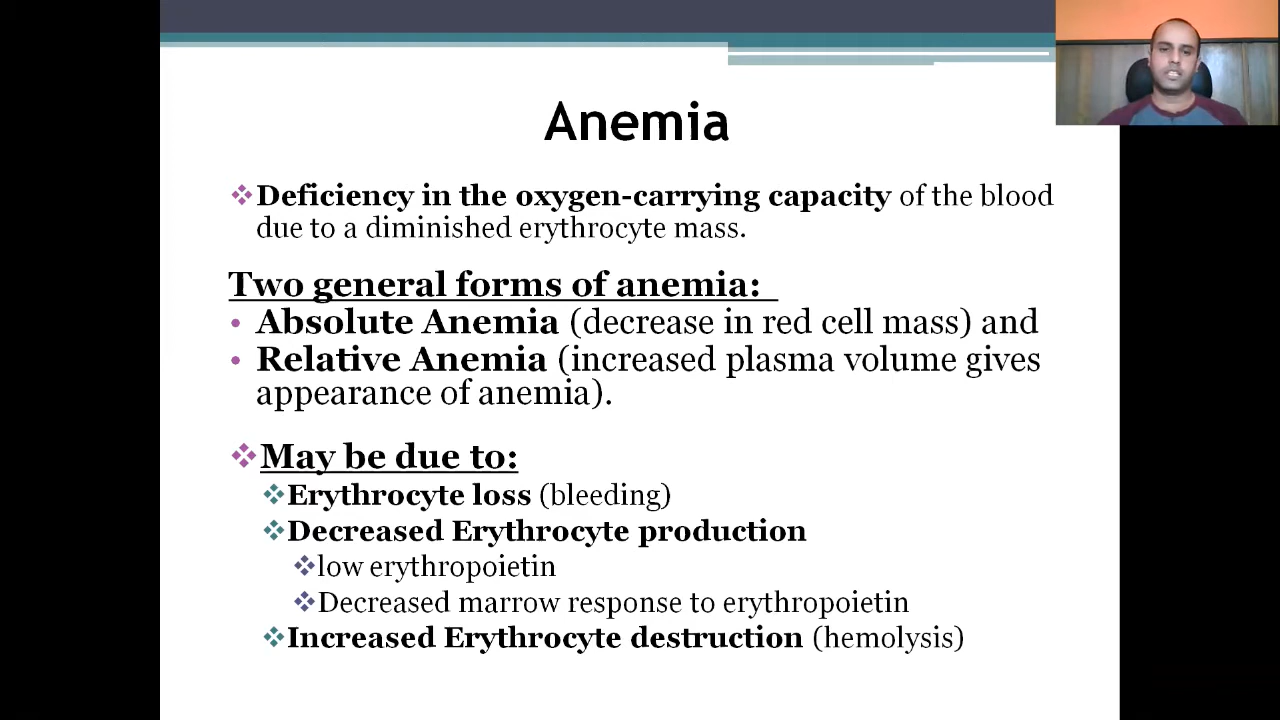 Anemia
Deficiency in the oxygen-carrying capacity of the blood
due to a diminished erythrocyte mass.
Two general forms of anemia:
• Absolute Anemia (decrease in red cell mass) and
• Relative Anemia (increased plasma volume gives
appearance of anemia).
May be due to:
Erythrocyte loss (bleeding)
Decreased Erythrocyte production
low erythropoietin
Decreased marrow response to erythropoietin
Increased Erythrocyte destruction (hemolysis)